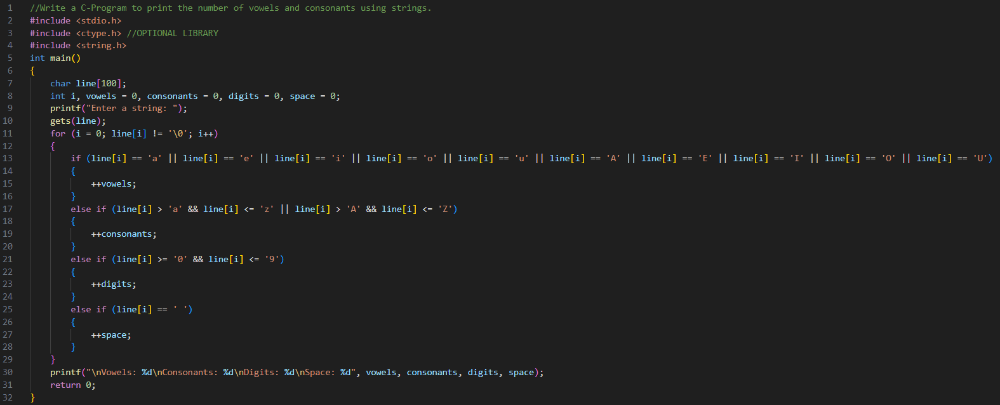 1 //Write a C-Program to print the number of vowels and consonants using strings.
2 #include <stdio.h>
3 #include <ctype.h> //OPTIONAL LIBRARY
4 #include <string.h>
5 int main()
6 {
7     char line[100];
8     int i, vowels = 0, consonants = 0, digits = 0, space = 0;
9     printf("Enter a string: ");
10     gets(line);
11     for (i = 0; line[i] != '\0'; i++)
12     {
13         if (line[i] == 'a' || line[i] == 'e' || line[i] == 'i' || line[i] == 'o' || line[i] == 'u' || line[i] == 'A' || line[i] == 'E' || line[i] == 'I' || line[i] == 'O' || line[i] == 'U')
14         {
15             ++vowels;
16         }
17         else if (line[i] > 'a' && line[i] <= 'z' || line[i] > 'A' && line[i] <= 'Z')
18         {
19             ++consonants;
20         }
21         else if (line[i] >= '0' && line[i] <= '9')
22         {
23             ++digits;
24         }
25         else if (line[i] == ' ')
26         {
27             ++space;
28         }
29     }
30     printf("\nVowels: %d\nConsonants: %d\nDigits: %d\nSpace: %d", vowels, consonants, digits, space);
31     return 0;
32 }